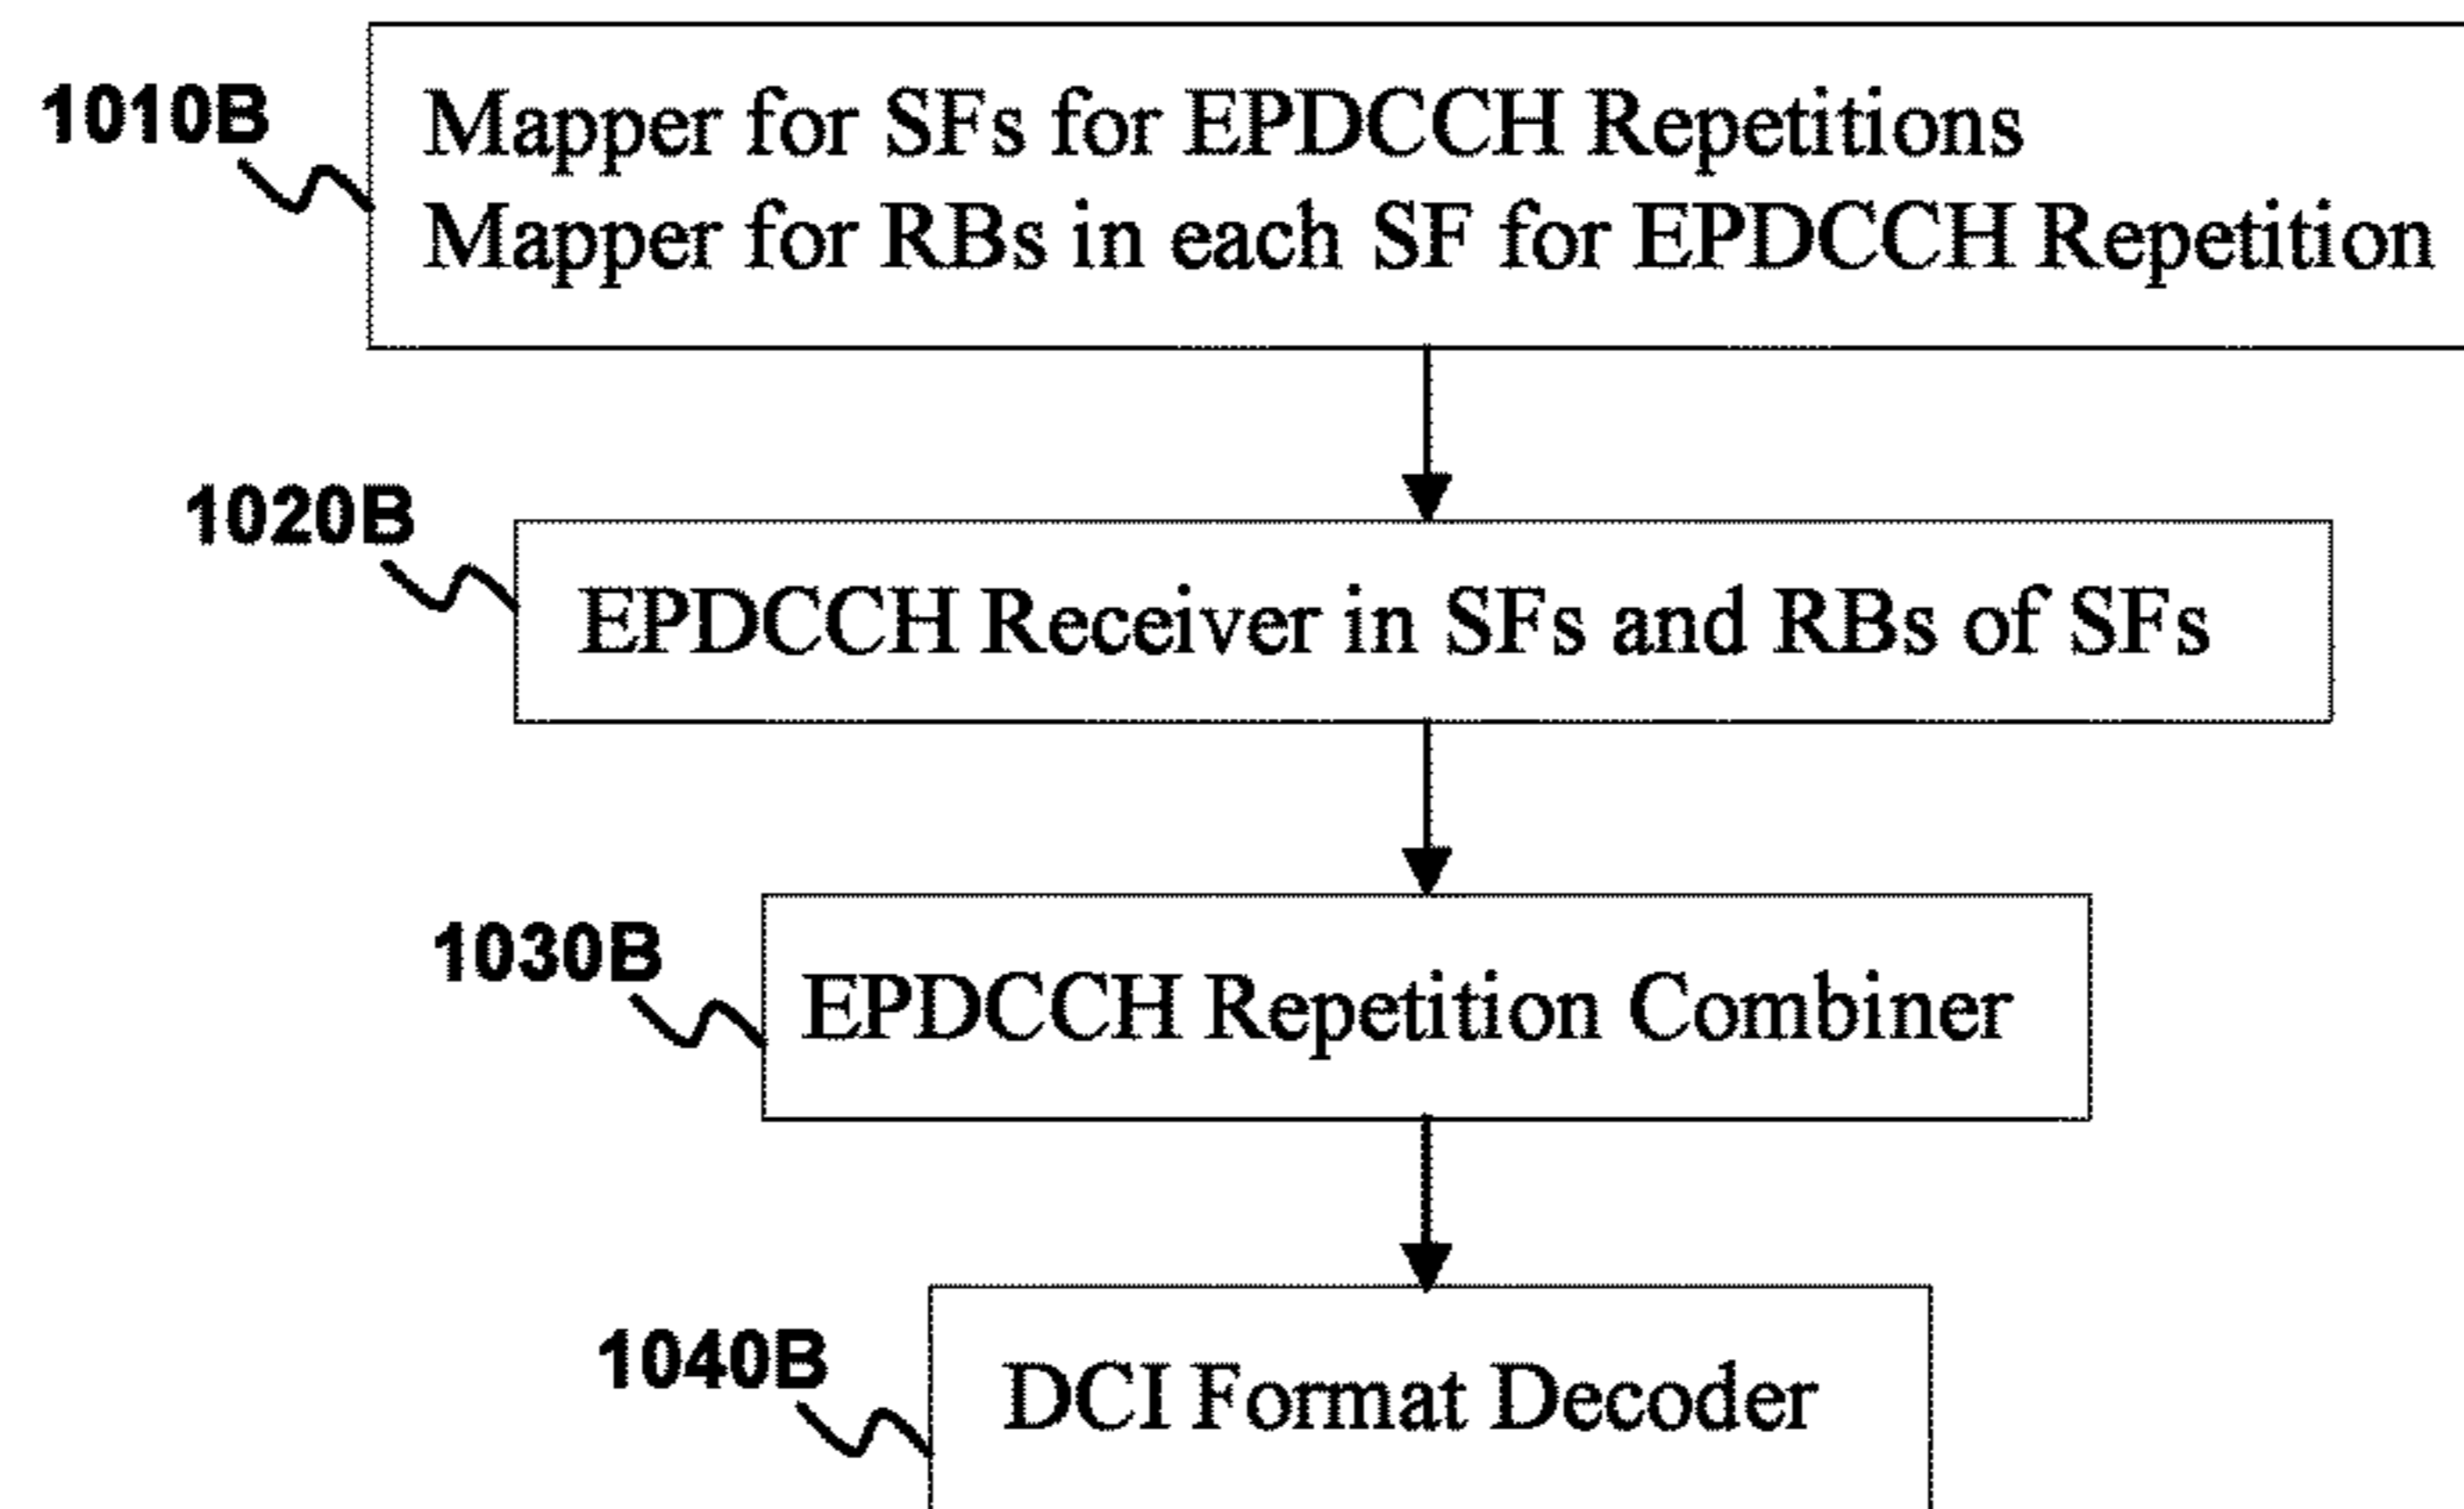 1010B
Mapper for SFs for EPDCCH Repetitions
Mapper for RBs in each SF for EPDCCH Repetition
1020B
EPDCCH Receiver in SFs and RBs of SFs
1030B
EPDCCH Repetition Combiner
1040B
DCI Format Decoder